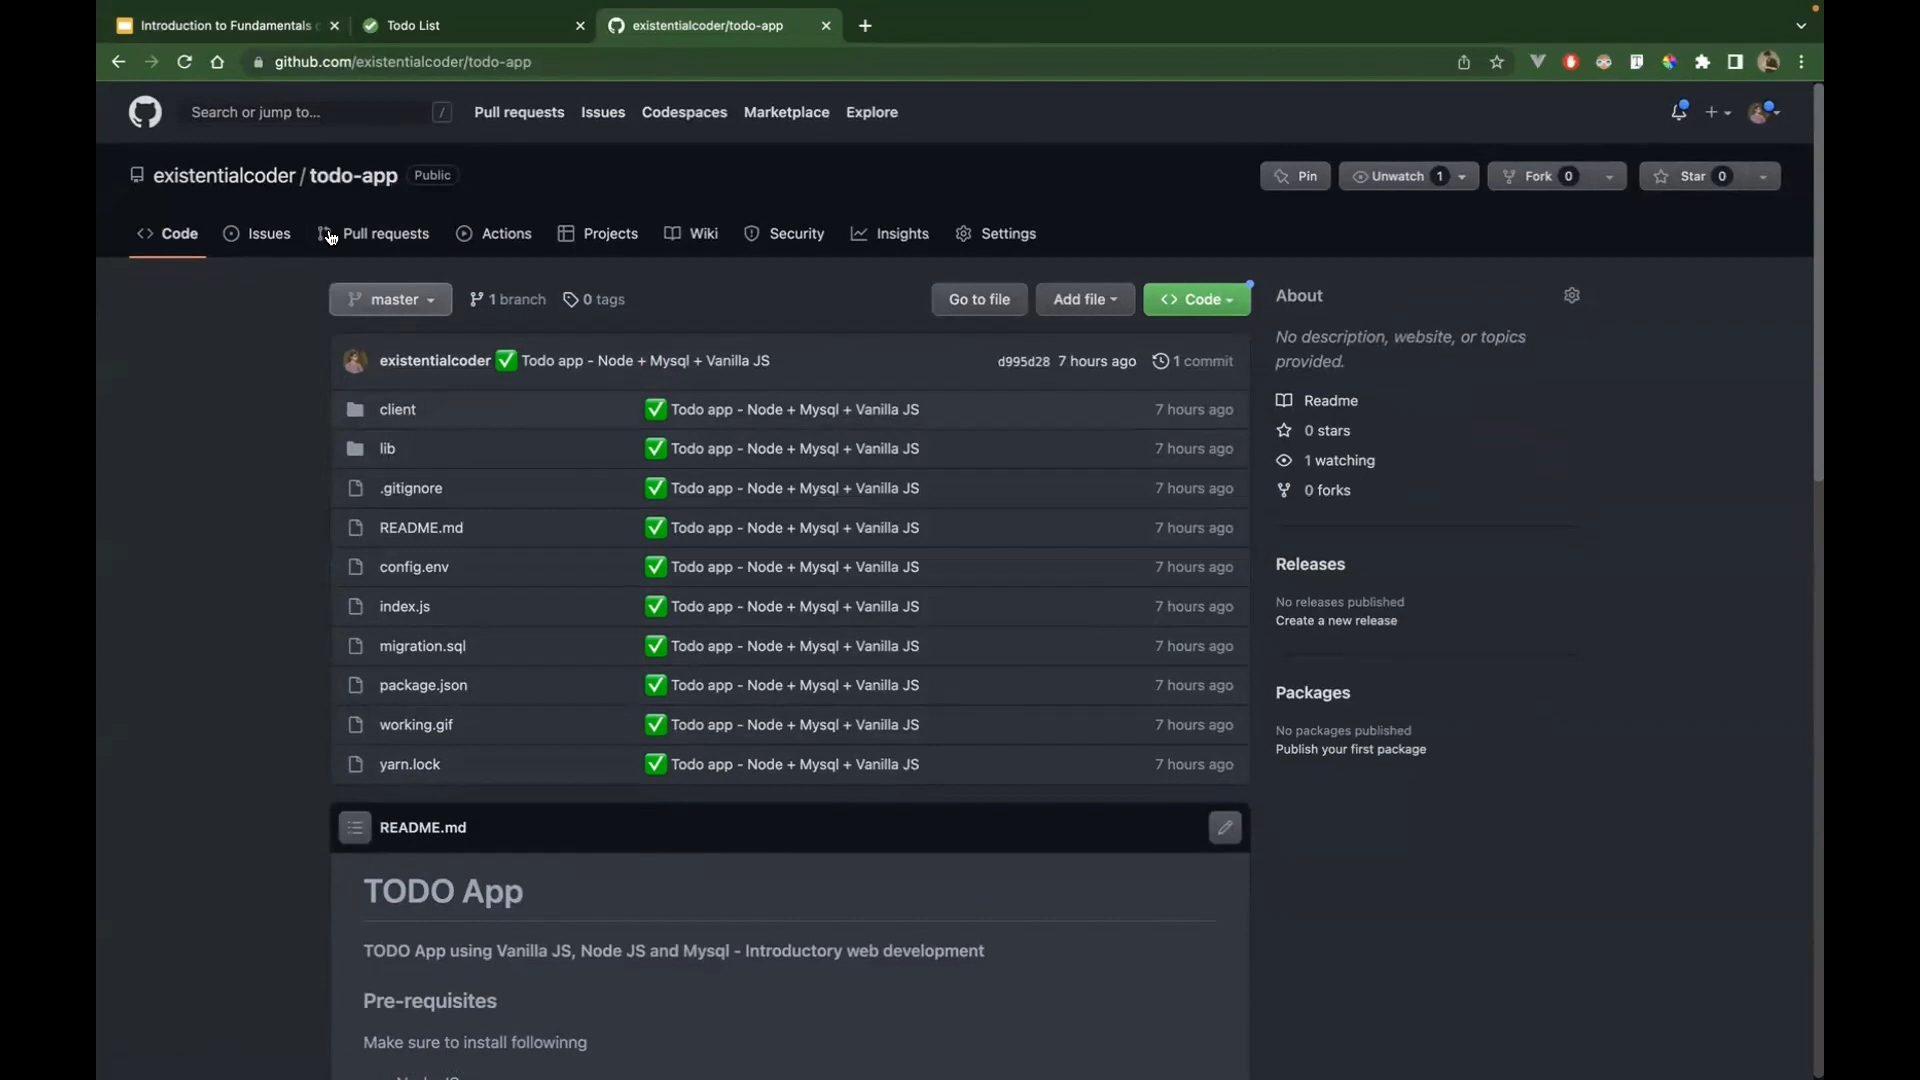 Introduction to Fundamentals
Todo List
existentialcoder/todo-app
github.com/existentialcoder/todo-app
Search or jump to...
/
Pull requests
Issues
Codespaces
Marketplace
Explore
existentialcoder / todo-app
Public
Pin
Unwatch 1
Fork 0
Star 0
Code
Issues
Pull requests
Actions
Projects
Wiki
Security
Insights
Settings
master
1 branch
0 tags
Go to file
Add file
Code
existentialcoder ✅ Todo app - Node + Mysql + Vanilla JS
d995d28 7 hours ago
1 commit
client ✅ Todo app - Node + Mysql + Vanilla JS 7 hours ago
lib ✅ Todo app - Node + Mysql + Vanilla JS 7 hours ago
.gitignore ✅ Todo app - Node + Mysql + Vanilla JS 7 hours ago
README.md ✅ Todo app - Node + Mysql + Vanilla JS 7 hours ago
config.env ✅ Todo app - Node + Mysql + Vanilla JS 7 hours ago
index.js ✅ Todo app - Node + Mysql + Vanilla JS 7 hours ago
migration.sql ✅ Todo app - Node + Mysql + Vanilla JS 7 hours ago
package.json ✅ Todo app - Node + Mysql + Vanilla JS 7 hours ago
working.gif ✅ Todo app - Node + Mysql + Vanilla JS 7 hours ago
yarn.lock ✅ Todo app - Node + Mysql + Vanilla JS 7 hours ago
README.md
TODO App
TODO App using Vanilla JS, Node JS and Mysql - Introductory web development
Pre-requisites
Make sure to install followinng
About
No description, website, or topics
provided.
Readme
0 stars
1 watching
0 forks
Releases
No releases published
Create a new release
Packages
No packages published
Publish your first package